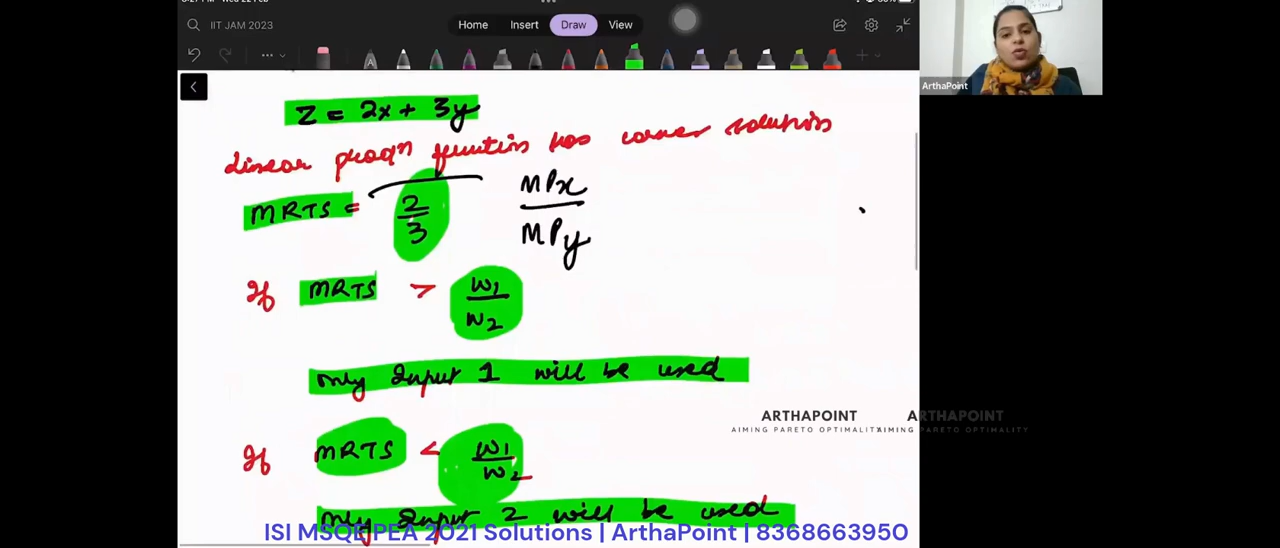 IIT JAM 2023
Home Insert Draw View
ArthaPoint
Z = 2x + 3y
linear prodn function has corner solutions
MRTS = 2/3 MPx/MPy
If MRTS > w1/w2
only Input 1 will be used
ARTHAPOINT ARTHAPOINT
AIMING PARETO OPTIMALITY AIMING PARETO OPTIMALITY
If MRTS < w1/w2
only Input 2 will be used
ISI MSQE PEA 2021 Solutions | ArthaPoint | 8368663950